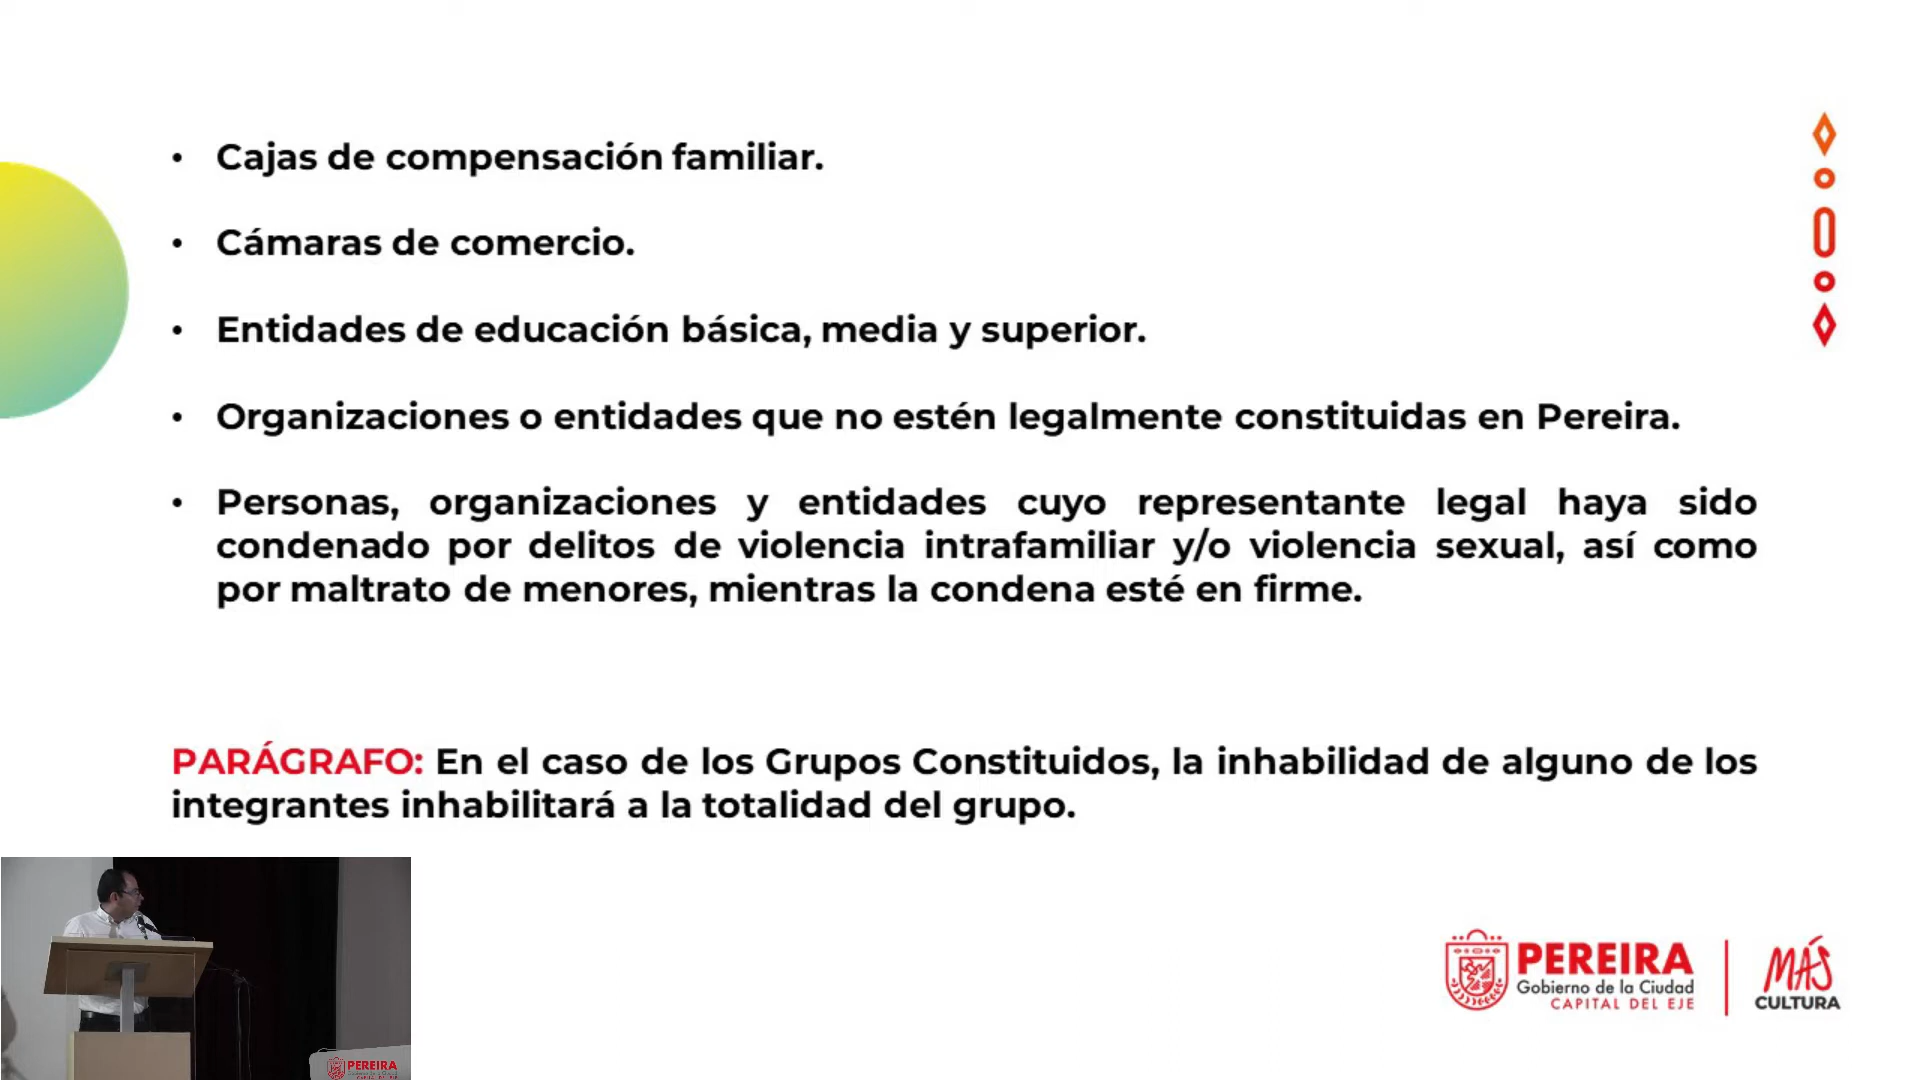 • Cajas de compensación familiar.
• Cámaras de comercio.
• Entidades de educación básica, media y superior.
• Organizaciones o entidades que no estén legalmente constituidas en Pereira.
• Personas, organizaciones y entidades cuyo representante legal haya sido
condenado por delitos de violencia intrafamiliar y/o violencia sexual, así como
por maltrato de menores, mientras la condena esté en firme.
PARÁGRAFO: En el caso de los Grupos Constituidos, la inhabilidad de alguno de los
integrantes inhabilitará a la totalidad del grupo.
PEREIRA
Gobierno de la Ciudad
CAPITAL DEL EJE
MÁS
CULTURA
PEREIRA